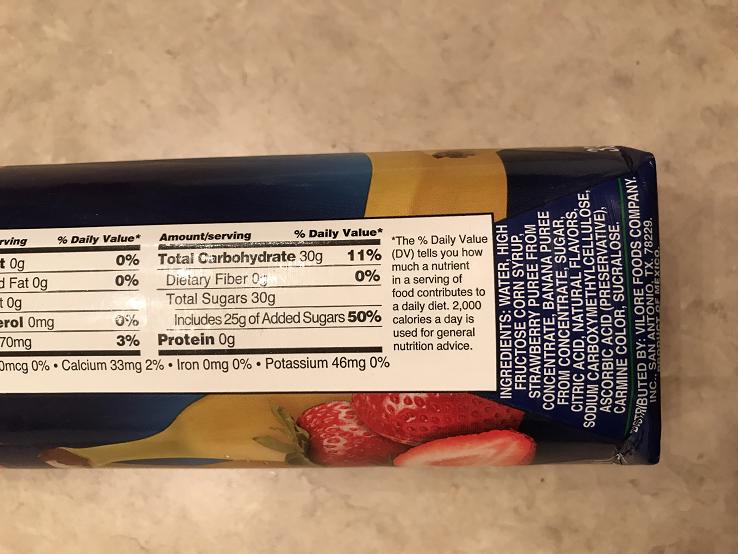 rving % Daily Value*
t 0g 0%
d Fat 0g 0%
t 0g
erol 0mg 0%
70mg 3%
Amount/serving % Daily Value*
Total Carbohydrate 30g 11%
Dietary Fiber 0g 0%
Total Sugars 30g
Includes 25g of Added Sugars 50%
Protein 0g
0mcg 0% • Calcium 33mg 2% • Iron 0mg 0% • Potassium 46mg 0%
*The % Daily Value
(DV) tells you how
much a nutrient
in a serving of
food contributes to
a daily diet. 2,000
calories a day is
used for general
nutrition advice.
INGREDIENTS: WATER, HIGH
FRUCTOSE CORN SYRUP,
STRAWBERRY PUREE FROM
CONCENTRATE, BANANA PUREE
FROM CONCENTRATE, SUGAR,
CITRIC ACID, NATURAL FLAVORS,
SODIUM CARBOXYMETHYLCELLULOSE,
ASCORBIC ACID (PRESERVATIVE),
CARMINE COLOR, SUCRALOSE.
DISTRIBUTED BY: VILORE FOODS COMPANY,
INC., SAN ANTONIO, TX, 78229.
PRODUCT OF MEXICO.